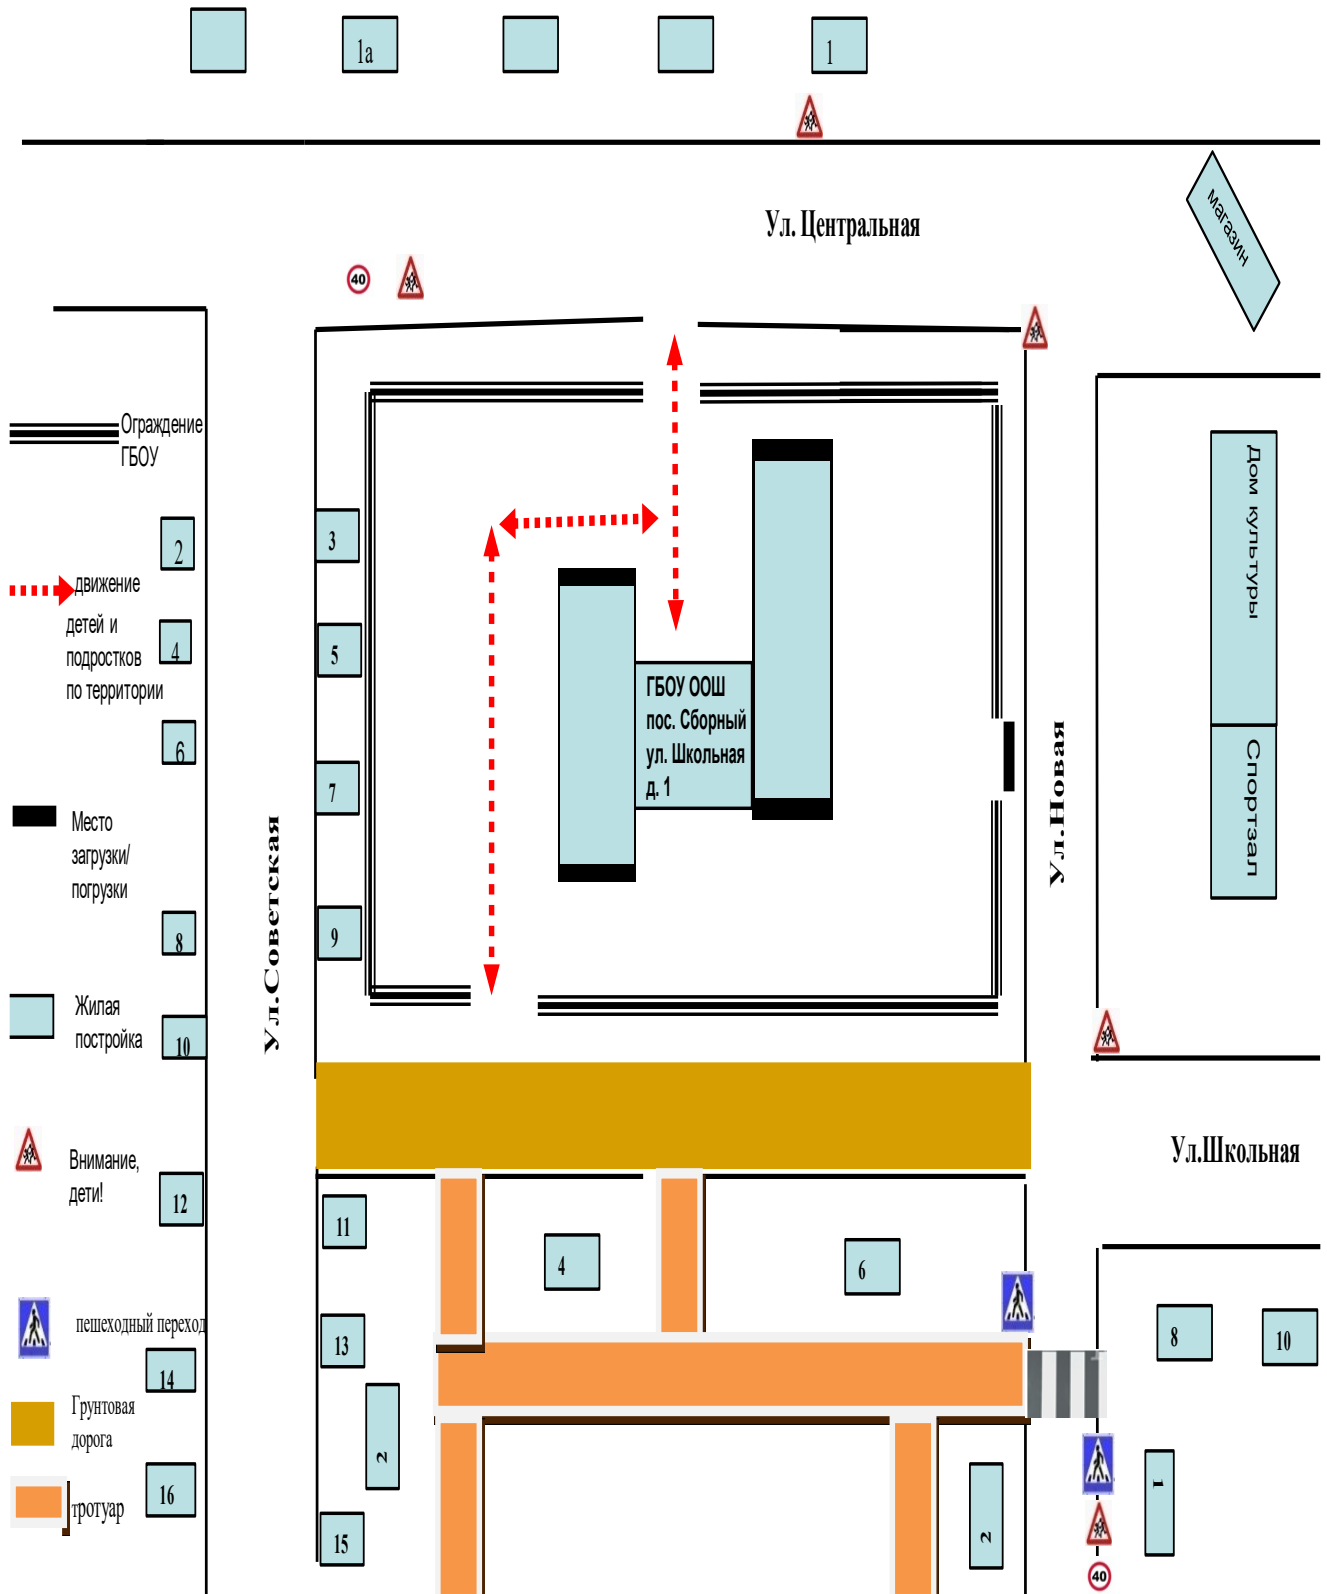 1а
1
Ул. Центральная
магазин
40
Ограждение
ГБОУ
2
движение
детей и
подростков
по территории
4
6
Место
загрузки/
погрузки
8
Жилая
постройка
10
Внимание,
дети!
12
пешеходный переход
14
Грунтовая
дорога
16
тротуар
Ул.Советская
3
5
7
9
ГБОУ ООШ
пос. Сборный
ул. Школьная
д. 1
Ул.Новая
Дом культуры
Спортзал
Ул.Школьная
11
13
2
15
4
6
2
8
10
1
40